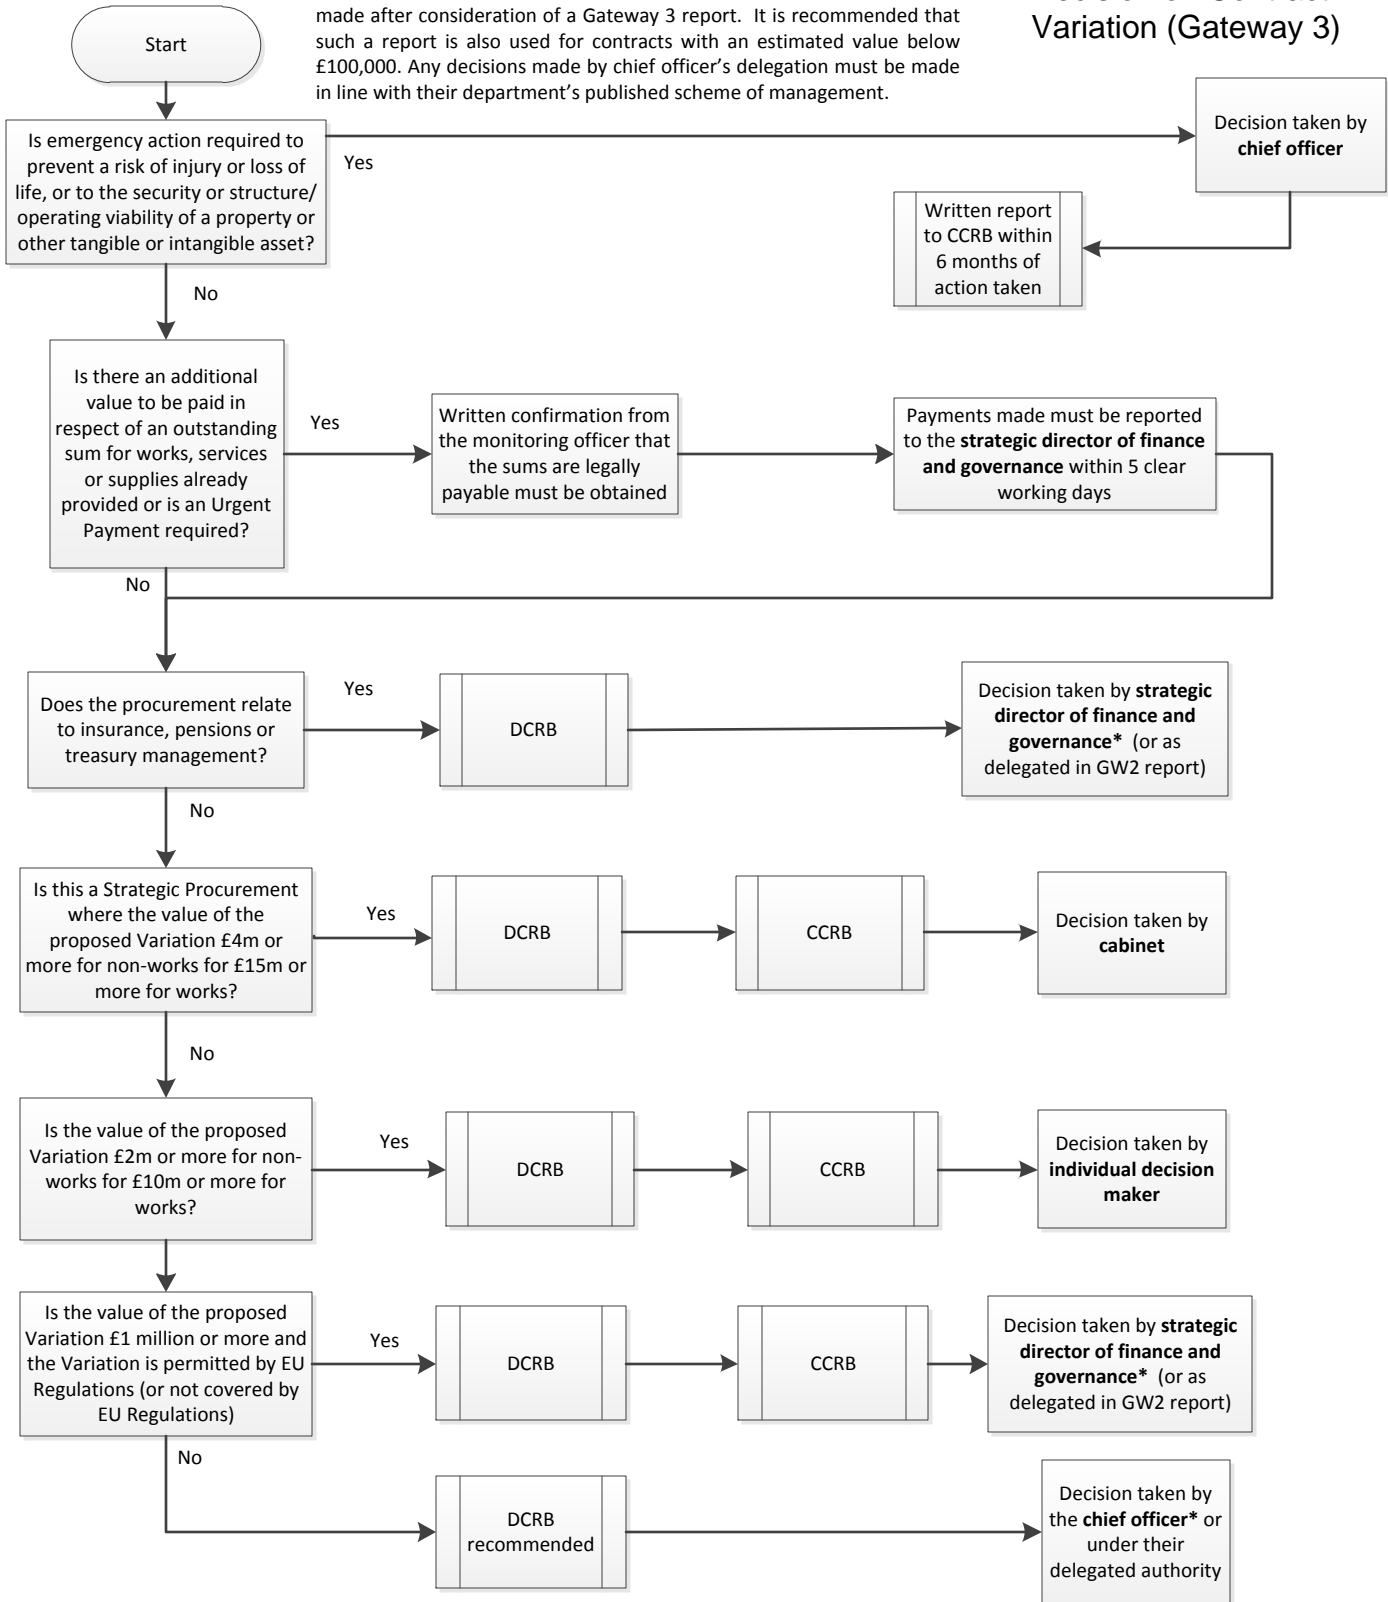 made after consideration of a Gateway 3 report. It is recommended that
such a report is also used for contracts with an estimated value below
£100,000. Any decisions made by chief officer's delegation must be made
in line with their department's published scheme of management.
Variation (Gateway 3)
Start
Is emergency action required to
prevent a risk of injury or loss of
life, or to the security or structure/
operating viability of a property or
other tangible or intangible asset?
Yes
Decision taken by
chief officer
Written report
to CCRB within
6 months of
action taken
No
Is there an additional
value to be paid in
respect of an outstanding
sum for works, services
or supplies already
provided or is an Urgent
Payment required?
Yes
Written confirmation from
the monitoring officer that
the sums are legally
payable must be obtained
Payments made must be reported
to the strategic director of finance
and governance within 5 clear
working days
No
Does the procurement relate
to insurance, pensions or
treasury management?
Yes
DCRB
Decision taken by strategic
director of finance and
governance* (or as
delegated in GW2 report)
No
Is this a Strategic Procurement
where the value of the
proposed Variation £4m or
more for non-works for £15m or
more for works?
Yes
DCRB
CCRB
Decision taken by
cabinet
No
Is the value of the proposed
Variation £2m or more for non-
works for £10m or more for
works?
Yes
DCRB
CCRB
Decision taken by
individual decision
maker
Is the value of the proposed
Variation £1 million or more and
the Variation is permitted by EU
Regulations (or not covered by
EU Regulations)
Yes
DCRB
CCRB
Decision taken by strategic
director of finance and
governance* (or as
delegated in GW2 report)
No
DCRB
recommended
Decision taken by
the chief officer* or
under their
delegated authority